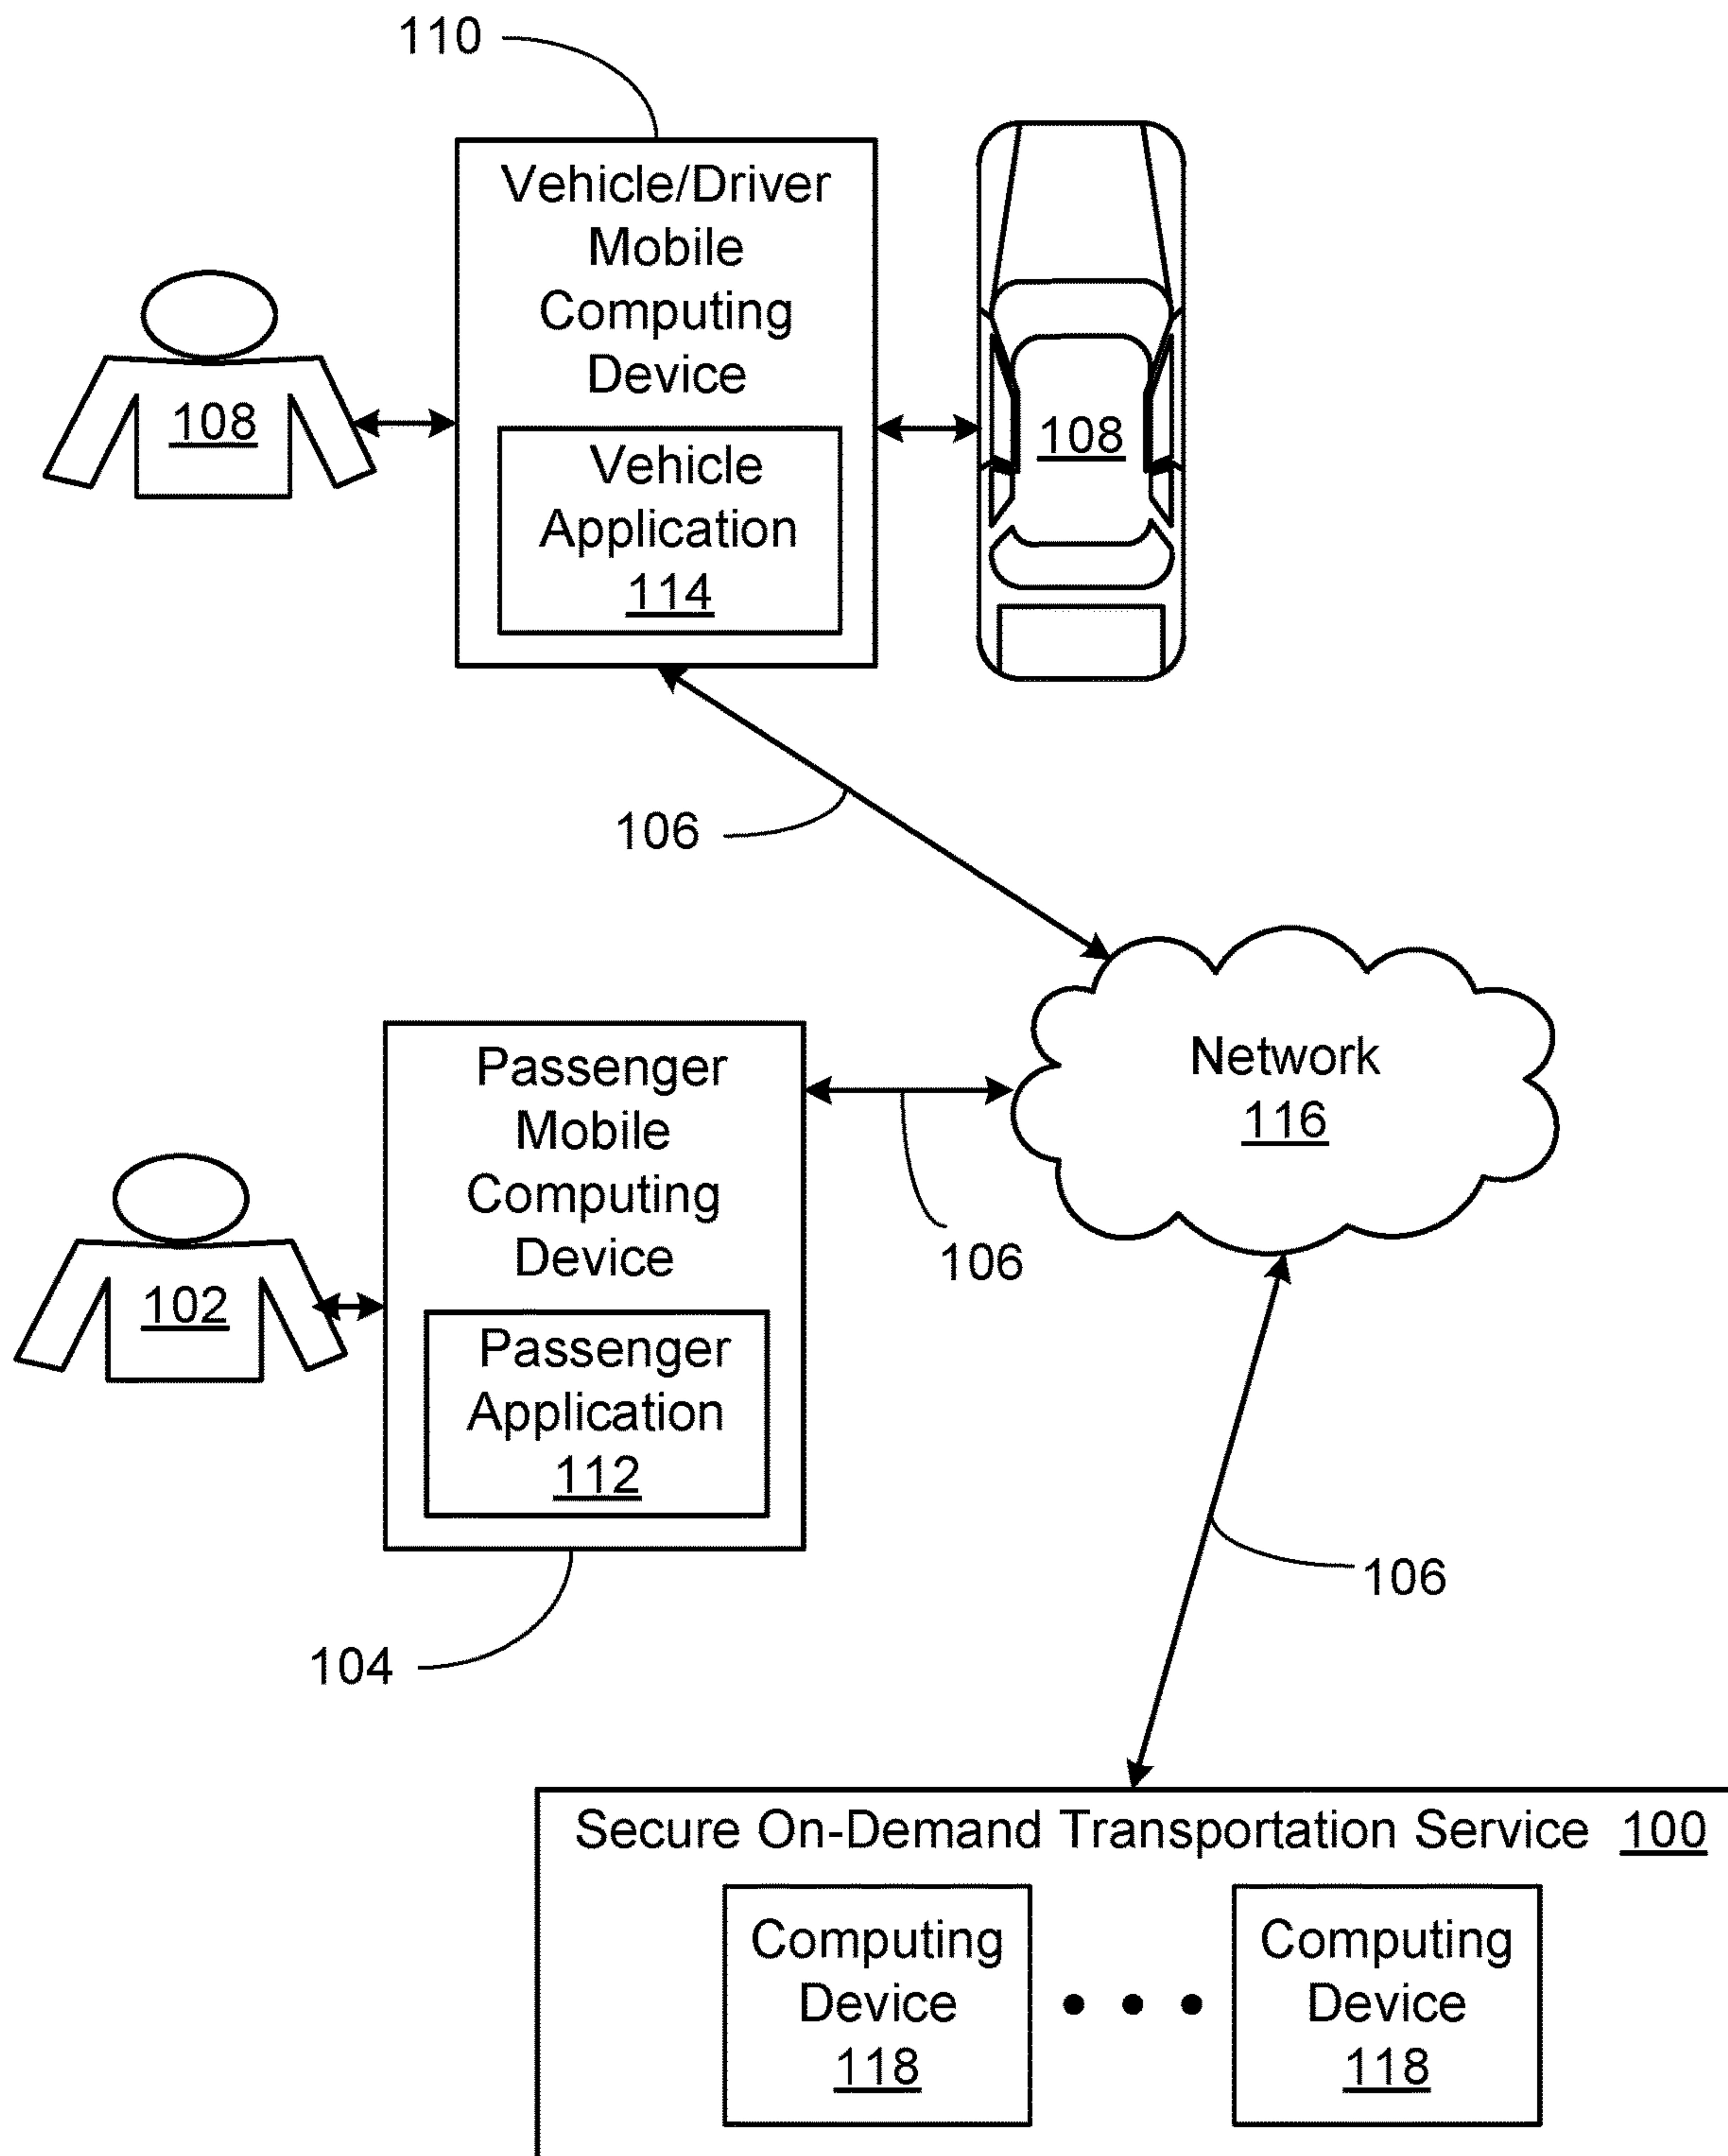 110
Vehicle/Driver
Mobile
Computing
Device
108
108
Vehicle
Application
114
106
Passenger
Mobile
Computing
Device
Network
116
106
102
Passenger
Application
112
106
104
Secure On-Demand Transportation Service 100
Computing
Device
118
Computing
Device
118